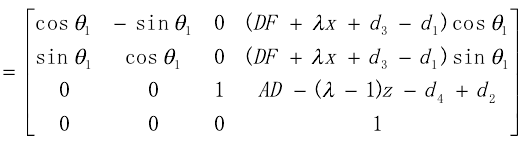 = [ cos θ₁ − sin θ₁ 0 (DF + λx + d₃ − d₁) cos θ₁
sin θ₁ cos θ₁ 0 (DF + λx + d₃ − d₁) sin θ₁
0 0 1 AD − (λ − 1)z − d₄ + d₂
0 0 0 1 ]